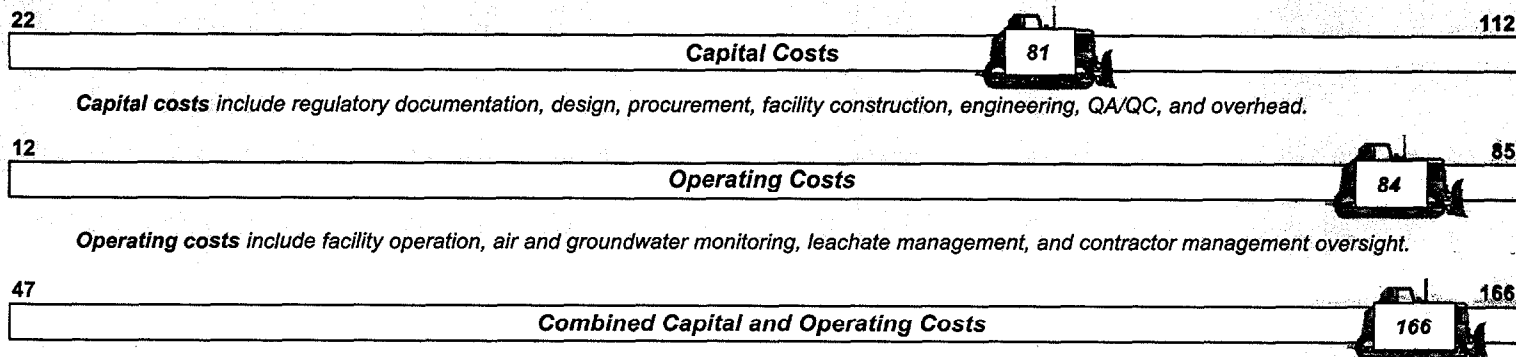 22 112
Capital Costs 81
Capital costs include regulatory documentation, design, procurement, facility construction, engineering, QA/QC, and overhead.
12 85
Operating Costs 84
Operating costs include facility operation, air and groundwater monitoring, leachate management, and contractor management oversight.
47 166
Combined Capital and Operating Costs 166